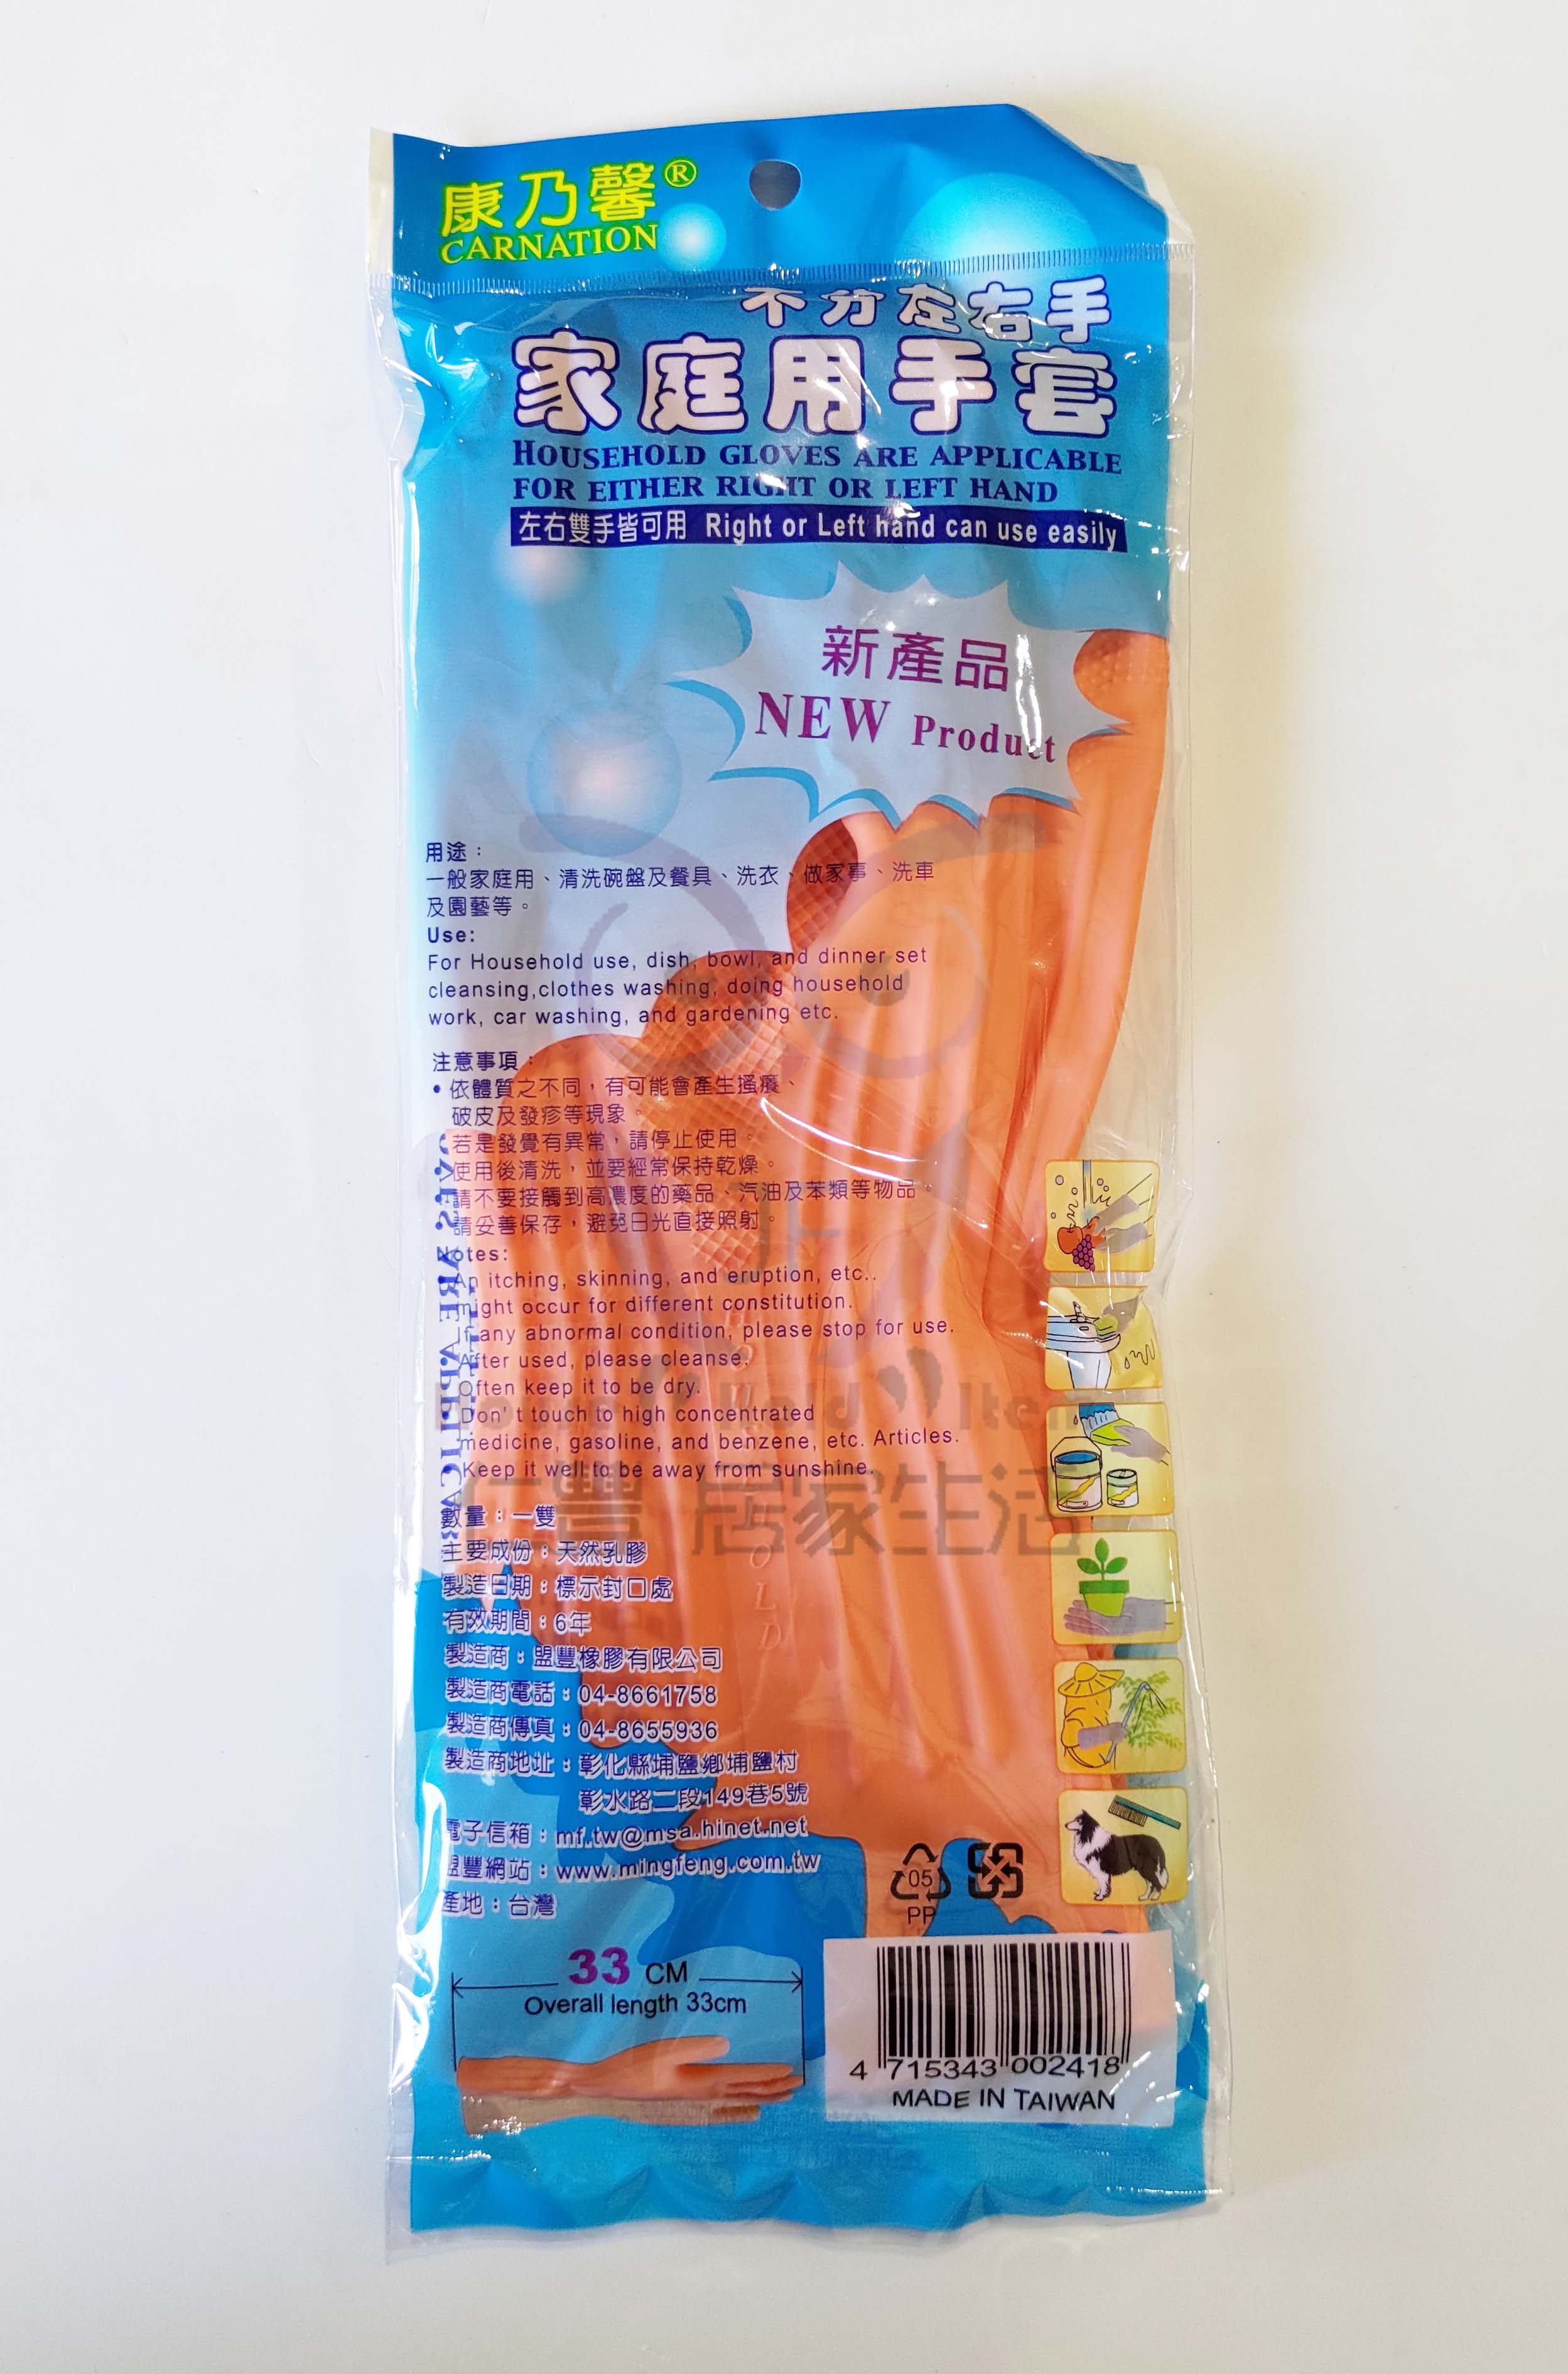 康乃馨®
CARNATION
不分左右手
家庭用手套
HOUSEHOLD GLOVES ARE APPLICABLE
FOR EITHER RIGHT OR LEFT HAND
左右雙手皆可用 Right or Left hand can use easily
新產品
NEW Product
用途：
一般家庭用、清洗碗盤及餐具、洗衣、做家事、洗車
及園藝等。
Use:
For Household use, dish, bowl, and dinner set
cleansing,clothes washing, doing household
work, car washing, and gardening etc.
注意事項：
• 依體質之不同，有可能會產生搔癢、
破皮及發疹等現象。
若是發覺有異常，請停止使用。
使用後清洗，並要經常保持乾燥。
請不要接觸到高濃度的藥品、汽油及苯類等物品。
請妥善保存，避免日光直接照射。
Notes:
An itching, skinning, and eruption, etc..
might occur for different constitution.
If any abnormal condition, please stop for use.
After used, please cleanse.
Often keep it to be dry.
Don't touch to high concentrated
medicine, gasoline, and benzene, etc. Articles.
Keep it well to be away from sunshine.
數量：一雙
主要成份：天然乳膠
製造日期：標示封口處
有效期間：6年
製造商：盟豐橡膠有限公司
製造商電話：04-8661758
製造商傳真：04-8655936
製造商地址：彰化縣埔鹽鄉埔鹽村
彰水路二段149巷5號
電子信箱：mf.tw@msa.hinet.net
盟豐網站：www.mingfeng.com.tw
產地：台灣
05
PP
33 CM
Overall length 33cm
4 715343 002418
MADE IN TAIWAN
仁豐 居家生活